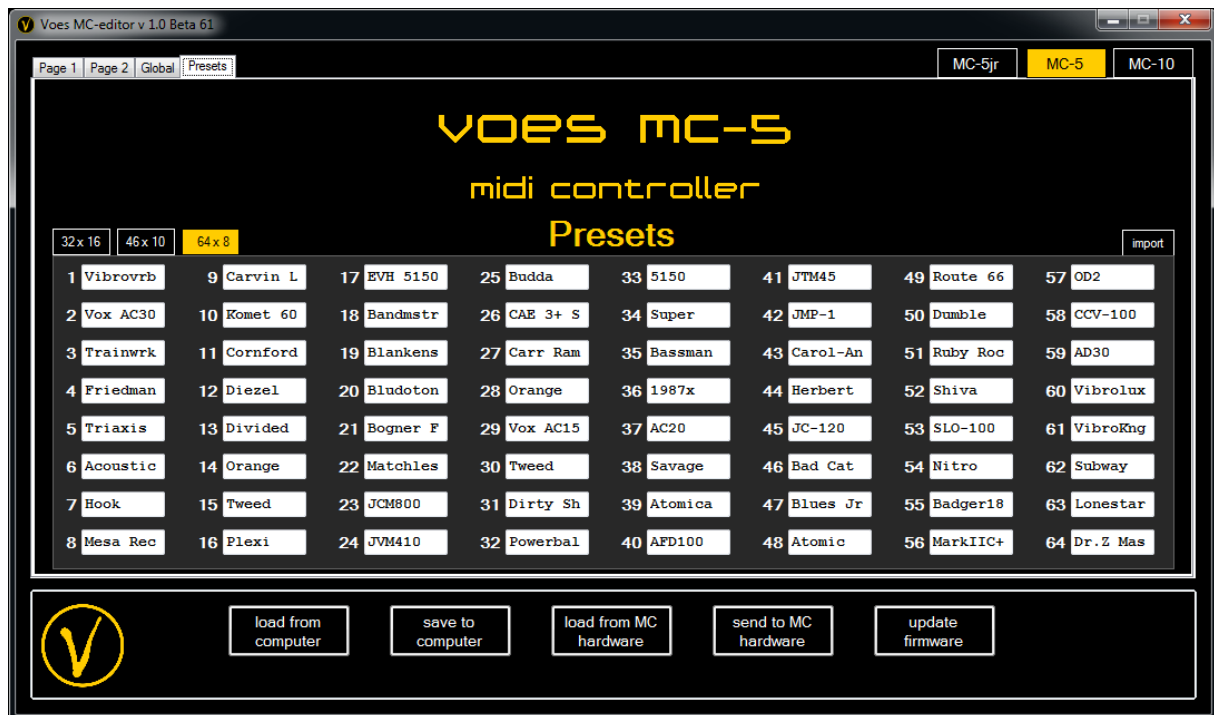 Voes MC-editor v 1.0 Beta 61
Page 1 Page 2 Global Presets
MC-5jr MC-5 MC-10
voes mc-5
midi controller
Presets
32 x 16 46 x 10 64 x 8 import
1 Vibrovrb 9 Carvin L 17 EVH 5150 25 Budda 33 5150 41 JTM45 49 Route 66 57 OD2
2 Vox AC30 10 Komet 60 18 Bandmstr 26 CAE 3+ S 34 Super 42 JMP-1 50 Dumble 58 CCV-100
3 Trainwrk 11 Cornford 19 Blankens 27 Carr Ram 35 Bassman 43 Carol-An 51 Ruby Roc 59 AD30
4 Friedman 12 Diezel 20 Bludoton 28 Orange 36 1987x 44 Herbert 52 Shiva 60 Vibrolux
5 Triaxis 13 Divided 21 Bogner F 29 Vox AC15 37 AC20 45 JC-120 53 SLO-100 61 VibroKng
6 Acoustic 14 Orange 22 Matchles 30 Tweed 38 Savage 46 Bad Cat 54 Nitro 62 Subway
7 Hook 15 Tweed 23 JCM800 31 Dirty Sh 39 Atomica 47 Blues Jr 55 Badger18 63 Lonestar
8 Mesa Rec 16 Plexi 24 JVM410 32 Powerbal 40 AFD100 48 Atomic 56 MarkIIC+ 64 Dr.Z Mas
load from computer
save to computer
load from MC hardware
send to MC hardware
update firmware